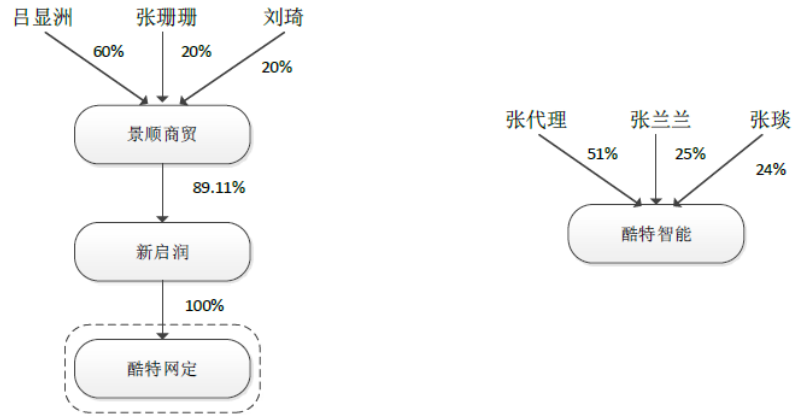 吕显洲 张珊珊 刘琦
60% 20% 20%
景顺商贸
89.11%
新启润
100%
酷特网定
张代理 张兰兰 张琰
51% 25% 24%
酷特智能